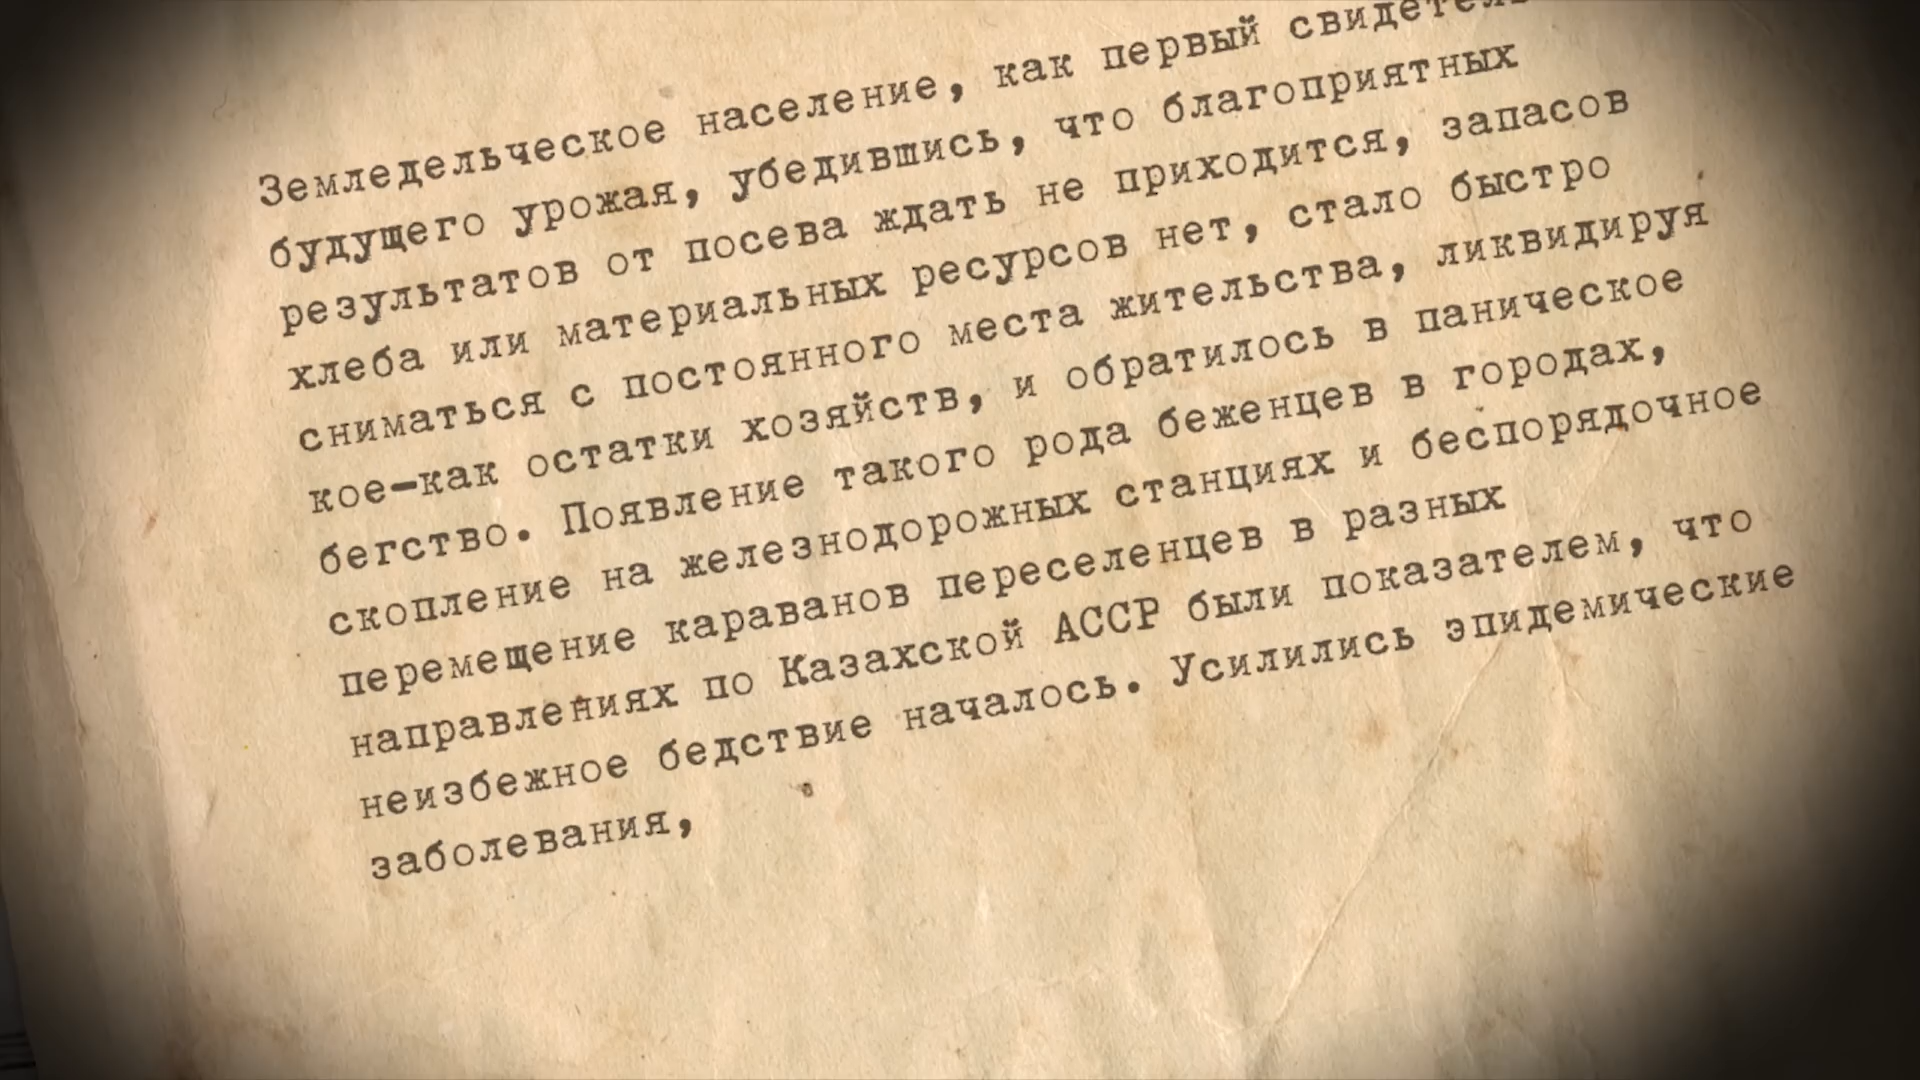 Земледельческое население, как первый свидетель
будущего урожая, убедившись, что благоприятных
результатов от посева ждать не приходится, запасов
хлеба или материальных ресурсов нет, стало быстро
сниматься с постоянного места жительства, ликвидируя
кое-как остатки хозяйств, и обратилось в паническое
бегство. Появление такого рода беженцев в городах,
скопление на железнодорожных станциях и беспорядочное
перемещение караванов переселенцев в разных
направлениях по Казахской АССР были показателем, что
неизбежное бедствие началось. Усилились эпидемические
заболевания,